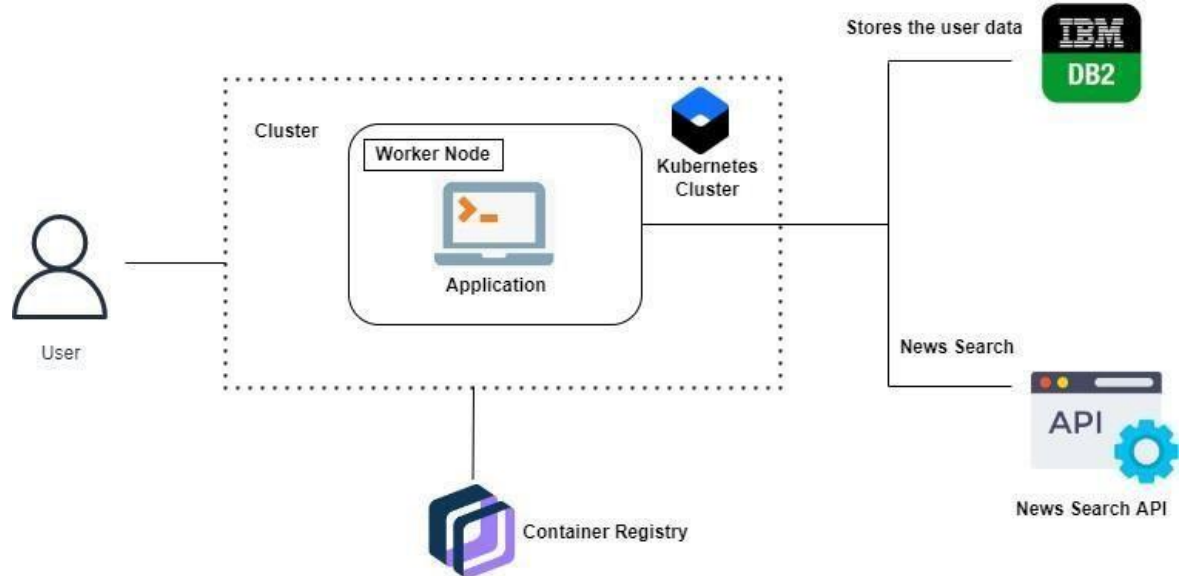 Stores the user data
IBM
DB2
Cluster
Worker Node
Kubernetes
Cluster
>_
Application
User
News Search
API
News Search API
Container Registry